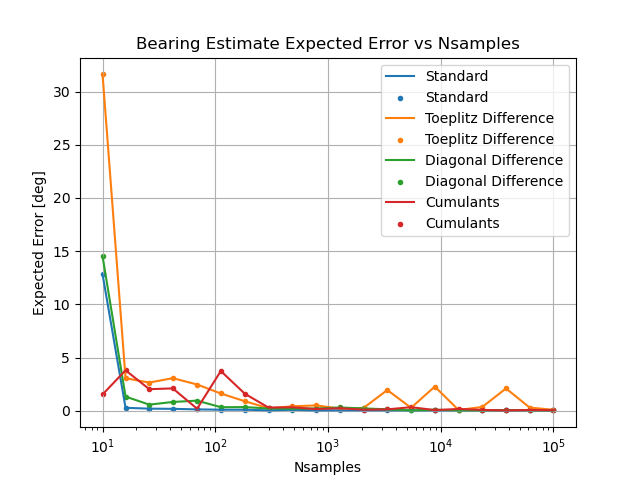 Bearing Estimate Expected Error vs Nsamples
Expected Error [deg]
30
25
20
15
10
5
0
Standard
Standard
Toeplitz Difference
Toeplitz Difference
Diagonal Difference
Diagonal Difference
Cumulants
Cumulants
10¹ 10² 10³ 10⁴ 10⁵
Nsamples